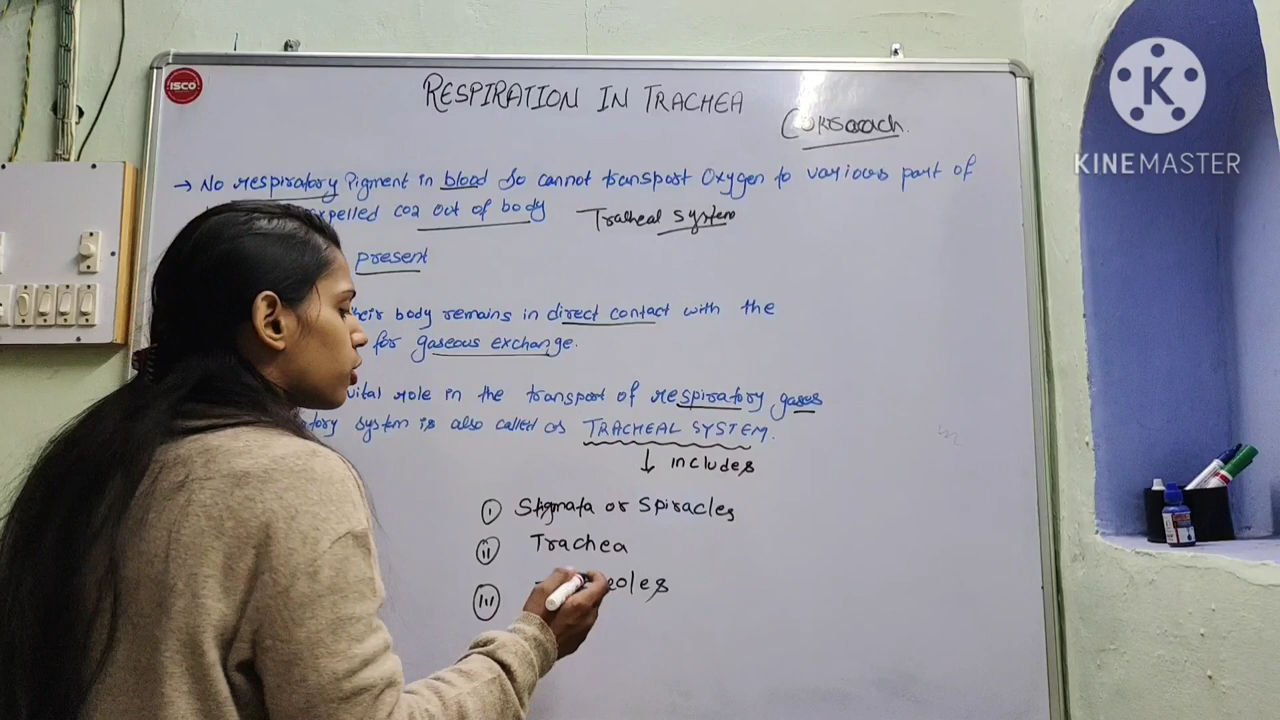 ISCO
RESPIRATION IN TRACHEA
K
KINEMASTER
→ No respiratory Pigment in blood So cannot transport Oxygen to various part of
expelled co2 out of body Tracheal System
present
body remains in direct contact with the
for gaseous exchange.
vital role in the transport of respiratory gases
system is also called as TRACHEAL SYSTEM.
↓ includes
(i) Stigmata or Spiracles
(ii) Trachea
(iii)